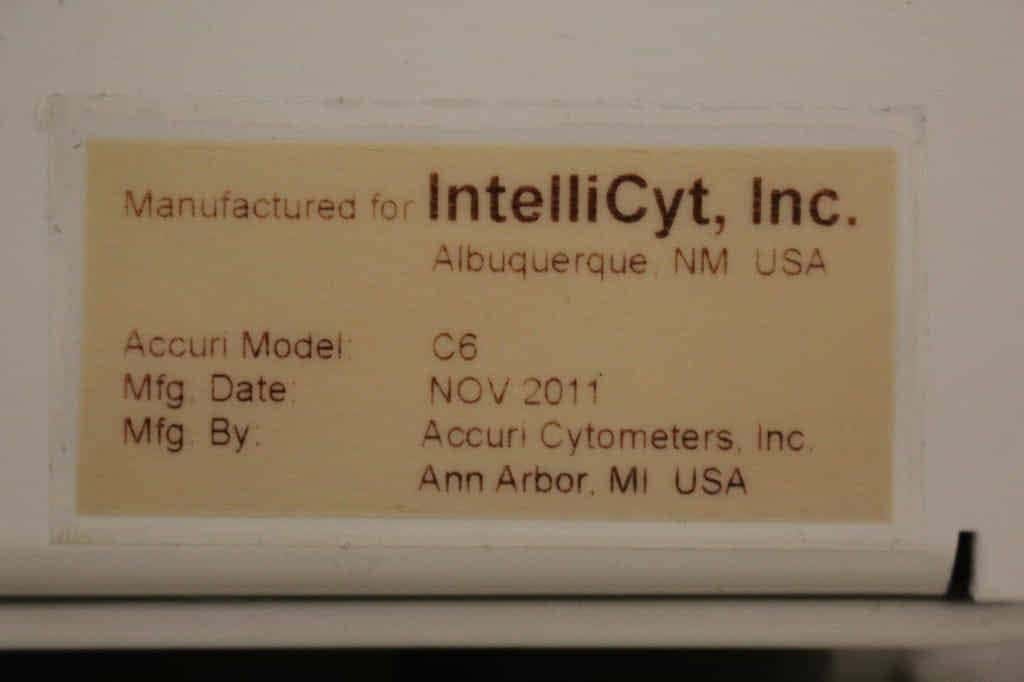 Manufactured for IntelliCyt, Inc.
Albuquerque, NM USA
Accuri Model: C6
Mfg. Date: NOV 2011
Mfg. By: Accuri Cytometers, Inc.
Ann Arbor, MI USA